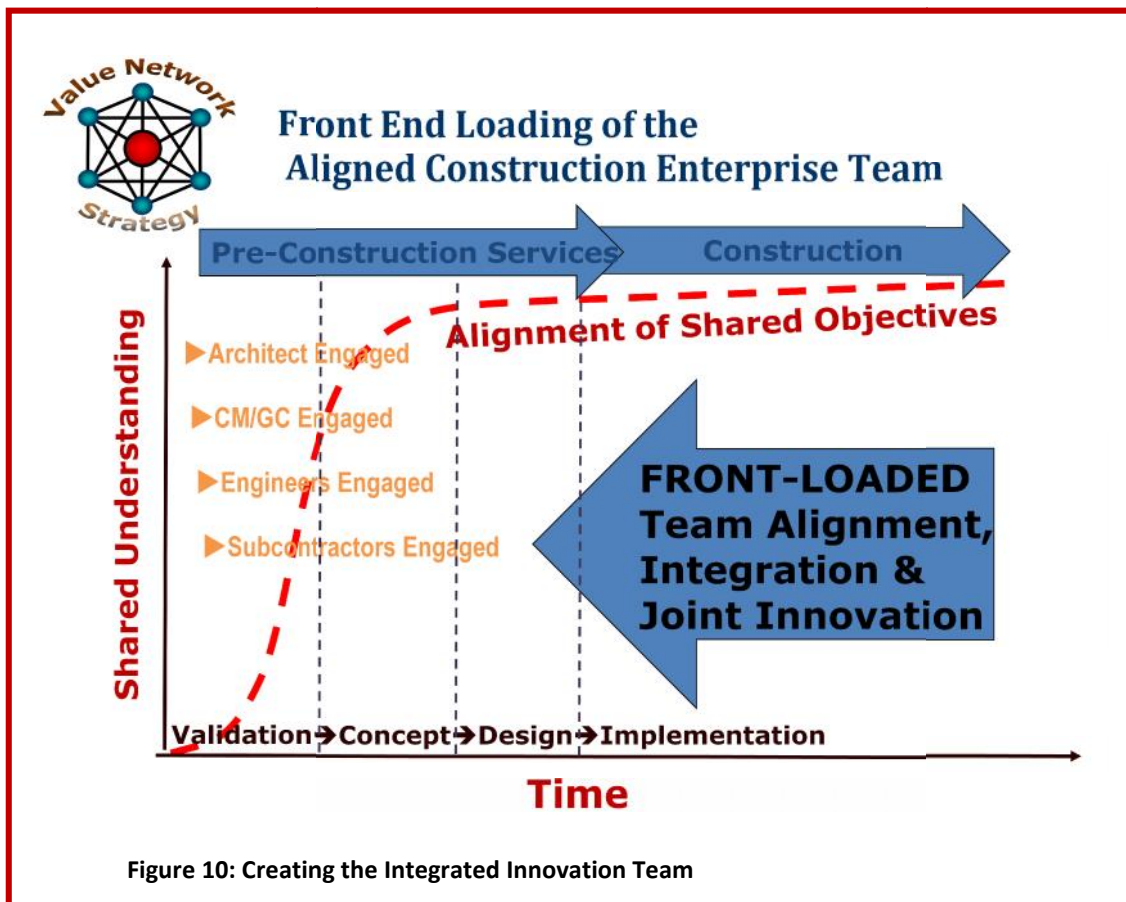 Value Network
Strategy
Front End Loading of the
Aligned Construction Enterprise Team
Pre-Construction Services
Construction
Alignment of Shared Objectives
Shared Understanding
►Architect Engaged
►CM/GC Engaged
►Engineers Engaged
►Subcontractors Engaged
FRONT-LOADED
Team Alignment,
Integration &
Joint Innovation
Validation→Concept→Design→Implementation
Time
Figure 10: Creating the Integrated Innovation Team